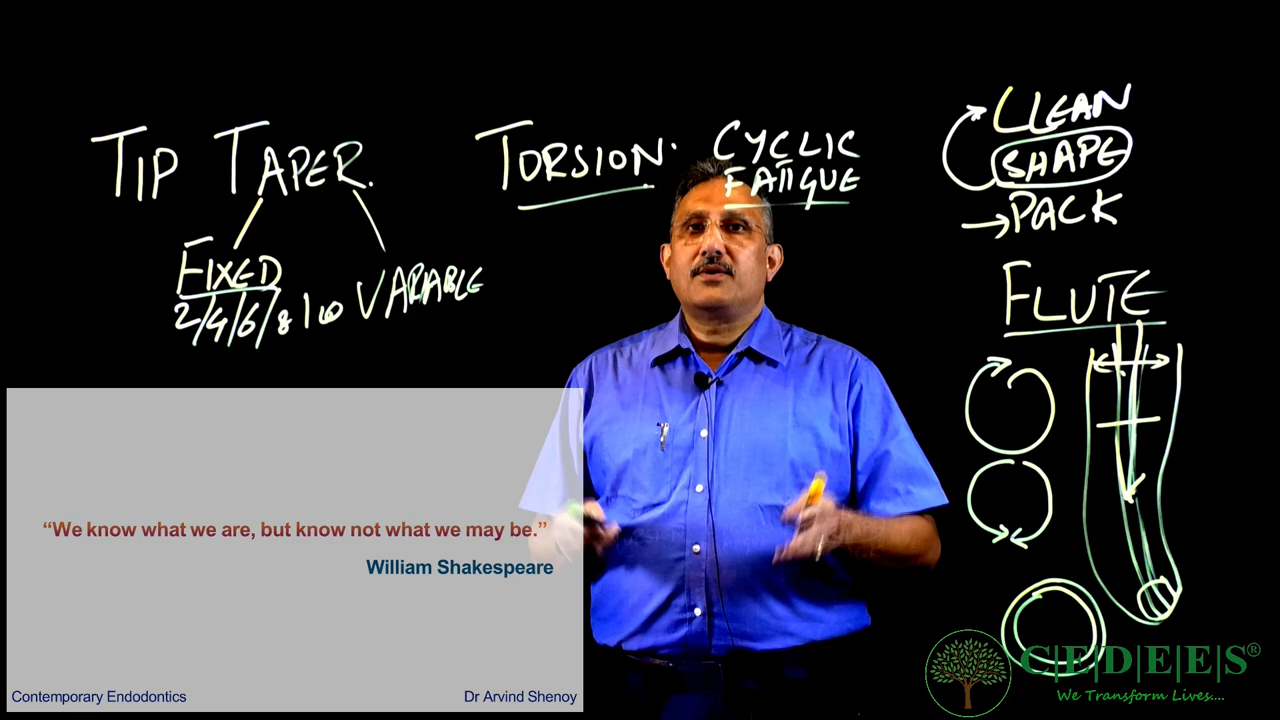 TIP TAPER.
FIXED
2/4/6/8/10
VARIABLE
TORSION.
CYCLIC
FATIGUE
CLEAN
SHAPE
PACK
FLUTE
“We know what we are, but know not what we may be.”
William Shakespeare
Contemporary Endodontics
Dr Arvind Shenoy
C|E|D|E|E|S®
We Transform Lives....